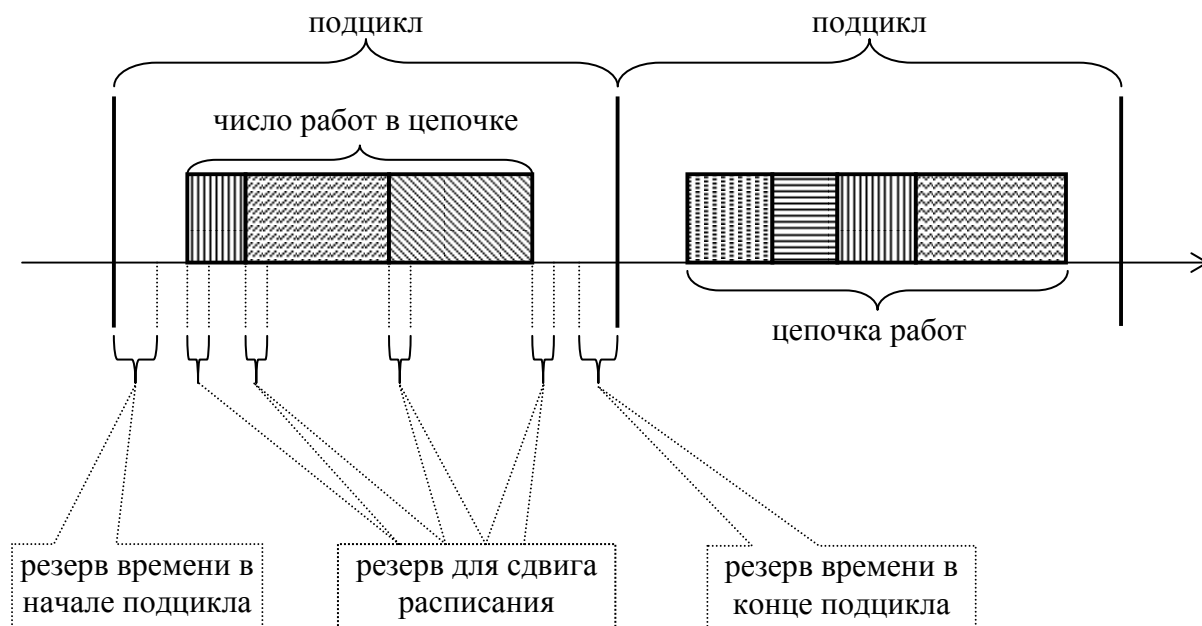 подцикл
подцикл
число работ в цепочке
цепочка работ
резерв времени в
начале подцикла
резерв для сдвига
расписания
резерв времени в
конце подцикла